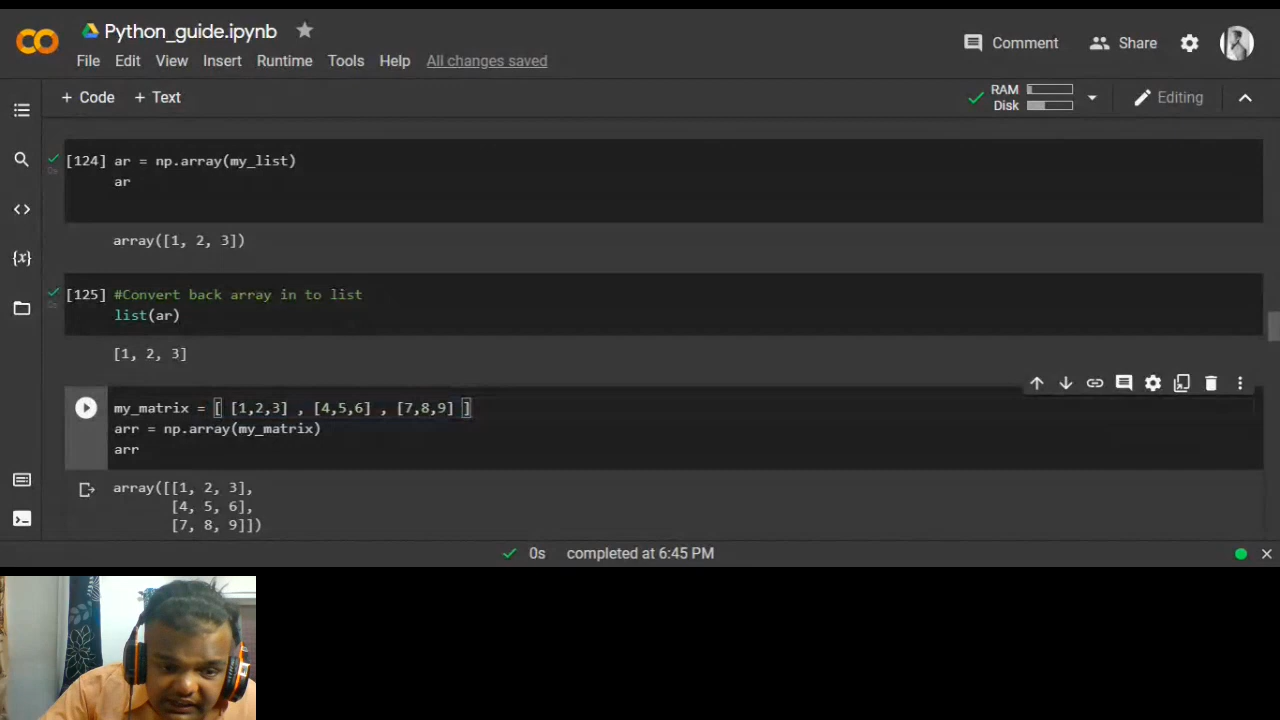 Python_guide.ipynb
File Edit View Insert Runtime Tools Help All changes saved
Comment Share
+ Code + Text
RAM
Disk
Editing
[124] ar = np.array(my_list)
ar
0s
array([1, 2, 3])
[125] #Convert back array in to list
list(ar)
0s
[1, 2, 3]
my_matrix = [ [1,2,3] , [4,5,6] , [7,8,9] ]
arr = np.array(my_matrix)
arr
array([[1, 2, 3],
[4, 5, 6],
[7, 8, 9]])
0s completed at 6:45 PM